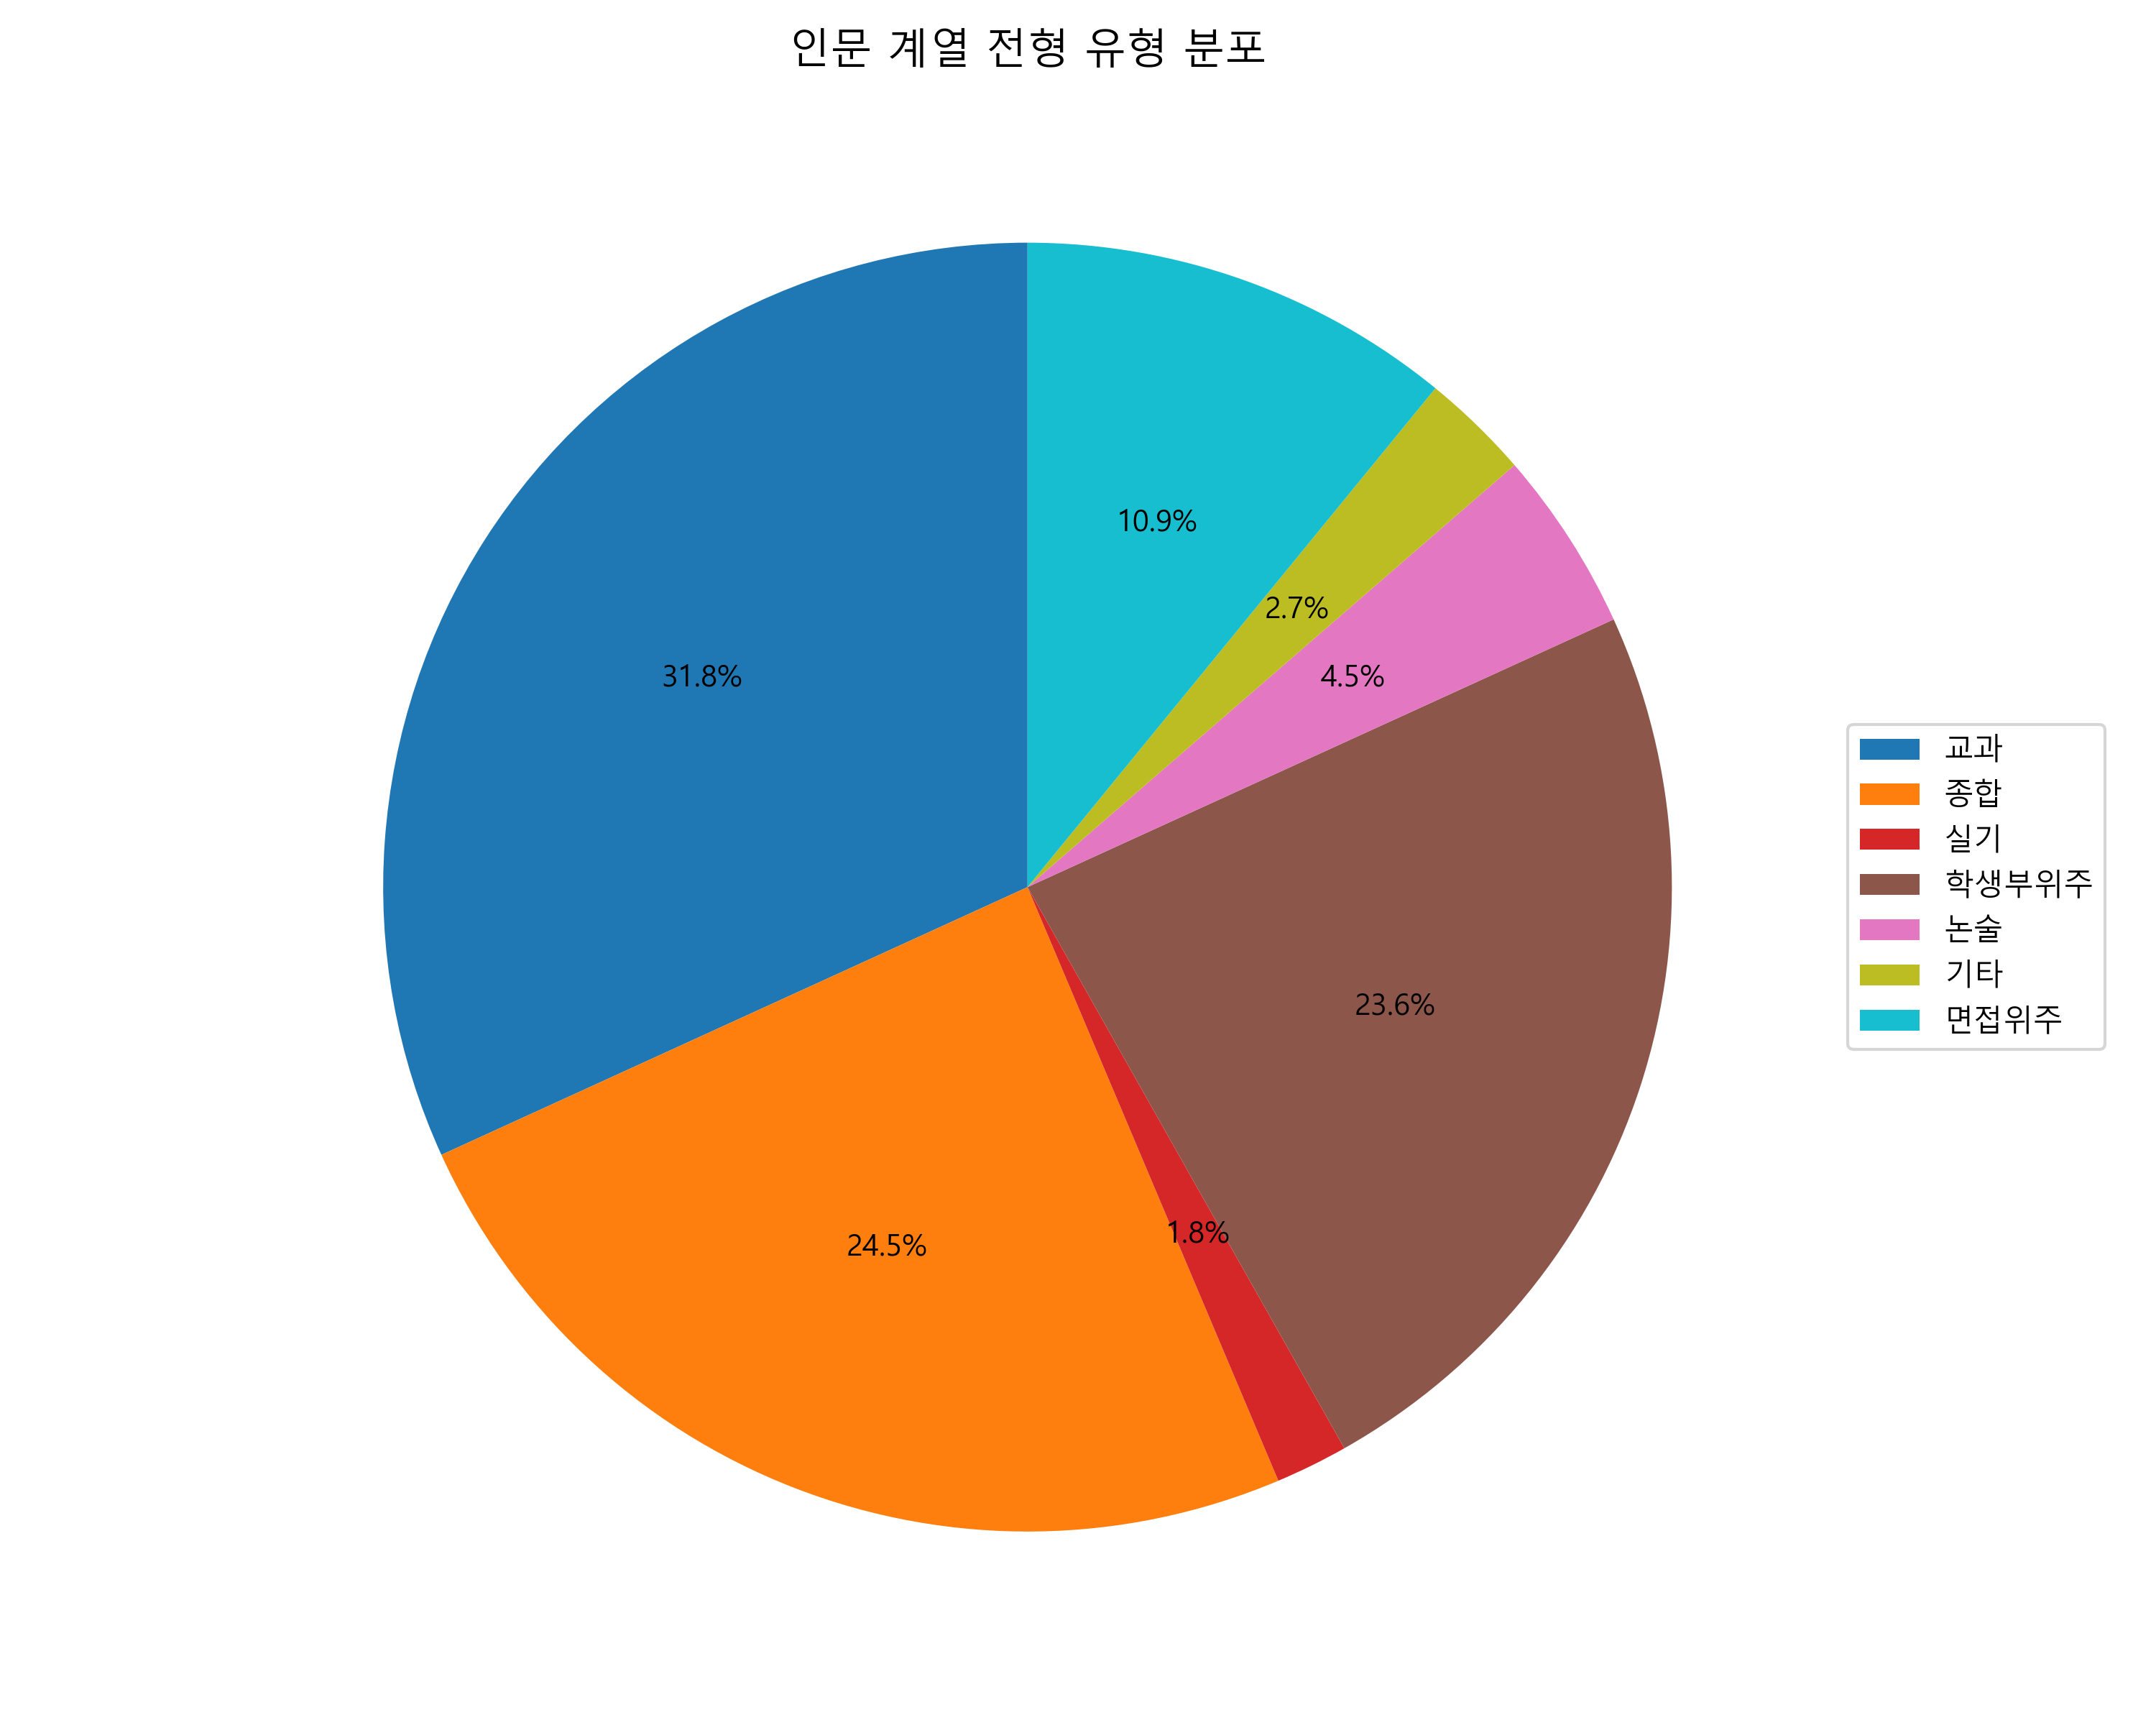 인문 계열 전형 유형 분포
10.9%
2.7%
4.5%
31.8%
23.6%
1.8%
24.5%
교과
종합
실기
학생부위주
논술
기타
면접위주